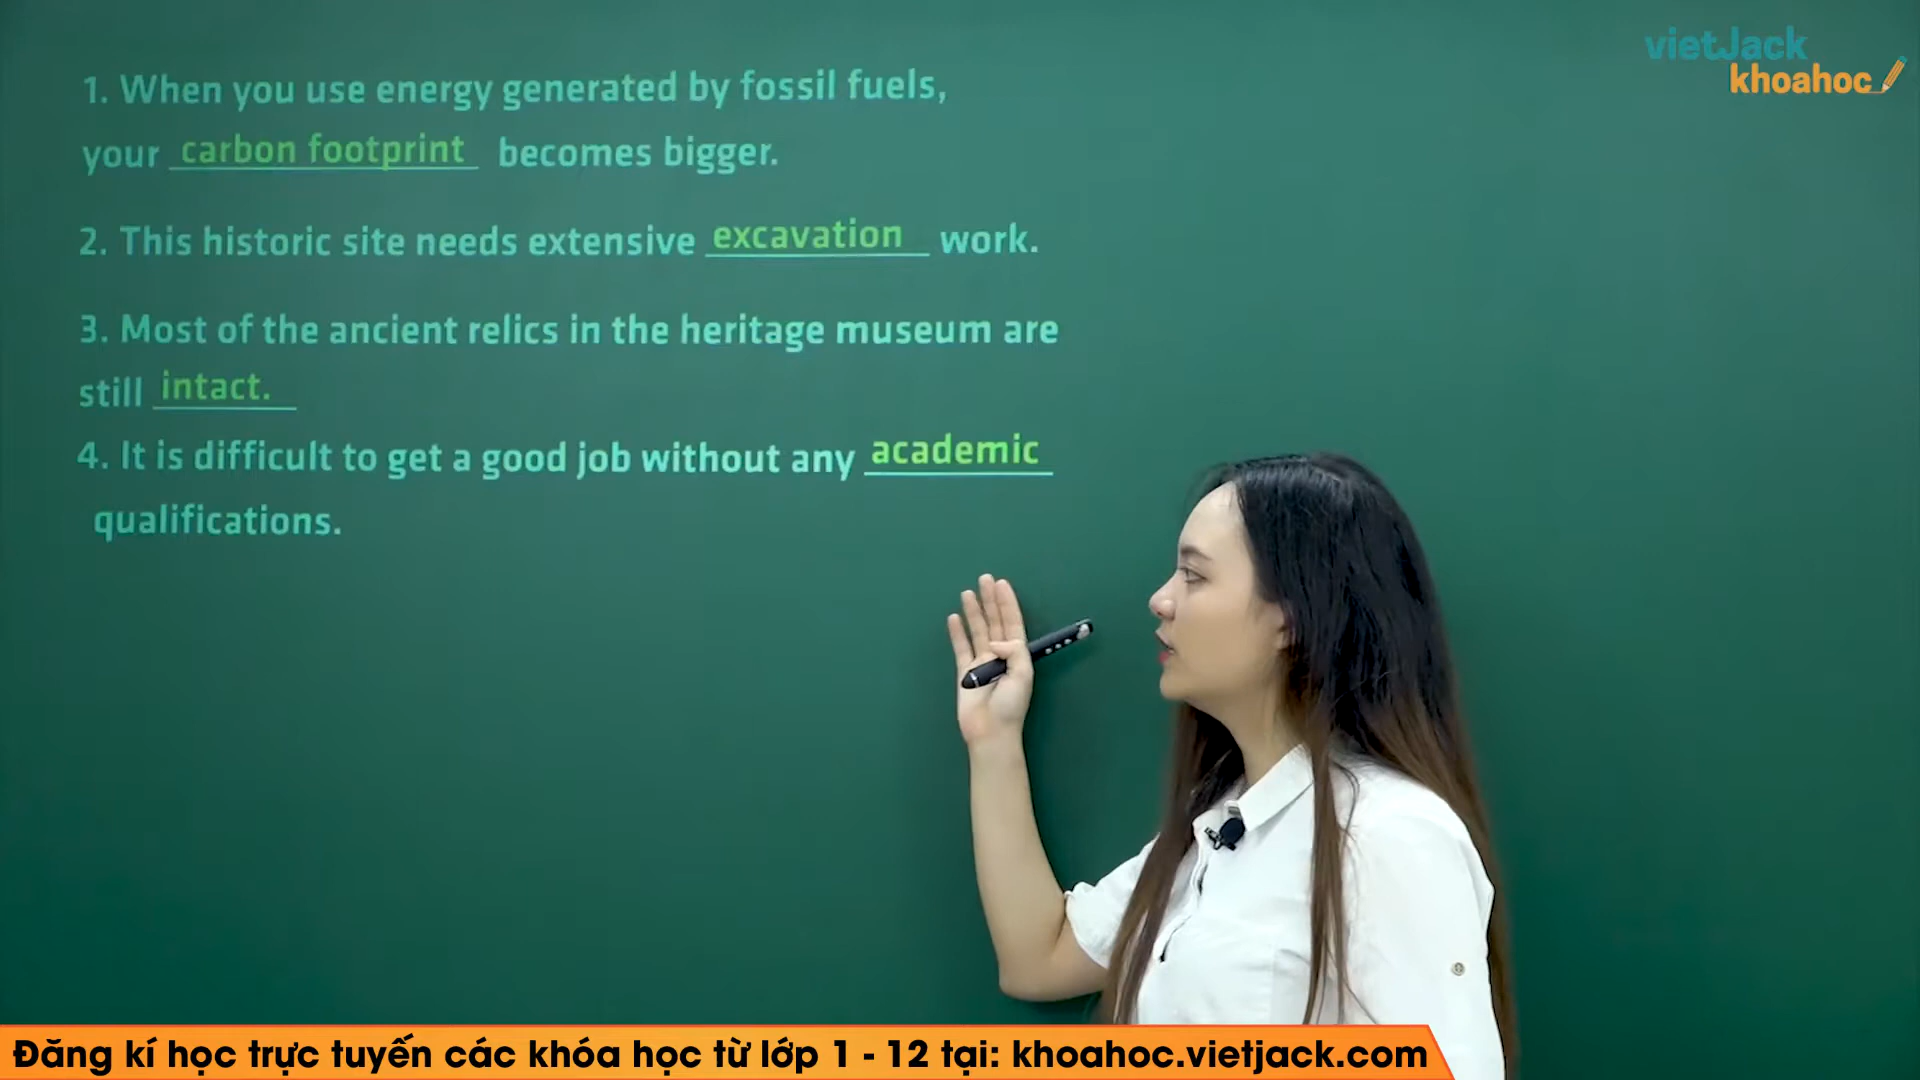 vietJack
khoahoc
1. When you use energy generated by fossil fuels,
your carbon footprint becomes bigger.
2. This historic site needs extensive excavation work.
3. Most of the ancient relics in the heritage museum are
still intact.
4. It is difficult to get a good job without any academic
qualifications.
Đăng kí học trực tuyến các khóa học từ lớp 1 - 12 tại: khoahoc.vietjack.com